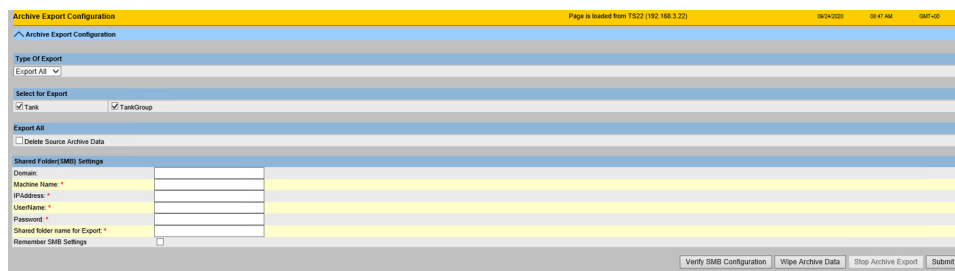 Archive Export Configuration Page is loaded from TS22 (192.168.3.22) 09/24/2020 08:47 AM GMT+00
Archive Export Configuration
Type Of Export
Export All
Select for Export
Tank TankGroup
Export All
Delete Source Archive Data
Shared Folder(SMB) Settings
Domain:
Machine Name: *
IPAddress: *
UserName: *
Password: *
Shared folder name for Export: *
Remember SMB Settings
Verify SMB Configuration Wipe Archive Data Stop Archive Export Submit